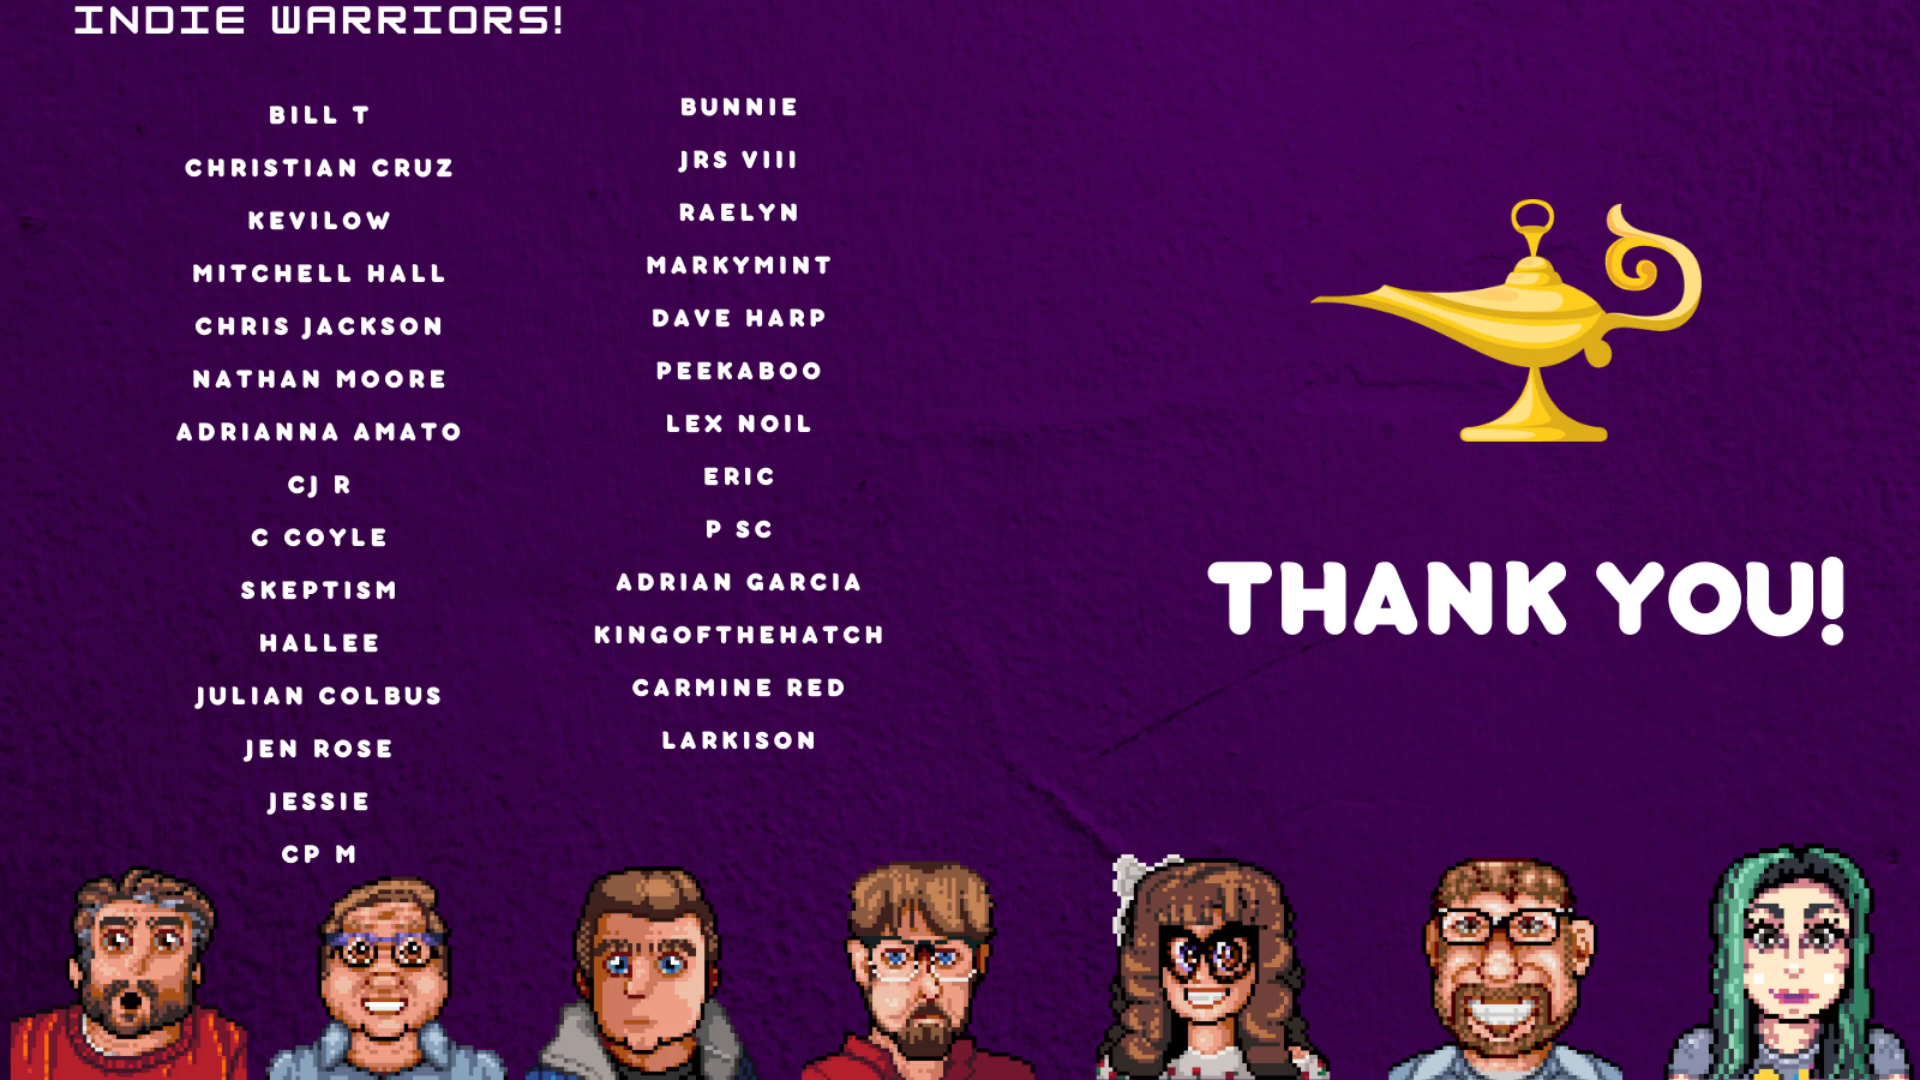 INDIE WARRIORS!
BILL T
CHRISTIAN CRUZ
KEVILOW
MITCHELL HALL
CHRIS JACKSON
NATHAN MOORE
ADRIANNA AMATO
CJ R
C COYLE
SKEPTISM
HALLEE
JULIAN COLBUS
JEN ROSE
JESSIE
CP M
BUNNIE
JRS VIII
RAELYN
MARKYMINT
DAVE HARP
PEEKABOO
LEX NOIL
ERIC
P SC
ADRIAN GARCIA
KINGOFTHEHATCH
CARMINE RED
LARKISON
THANK YOU!